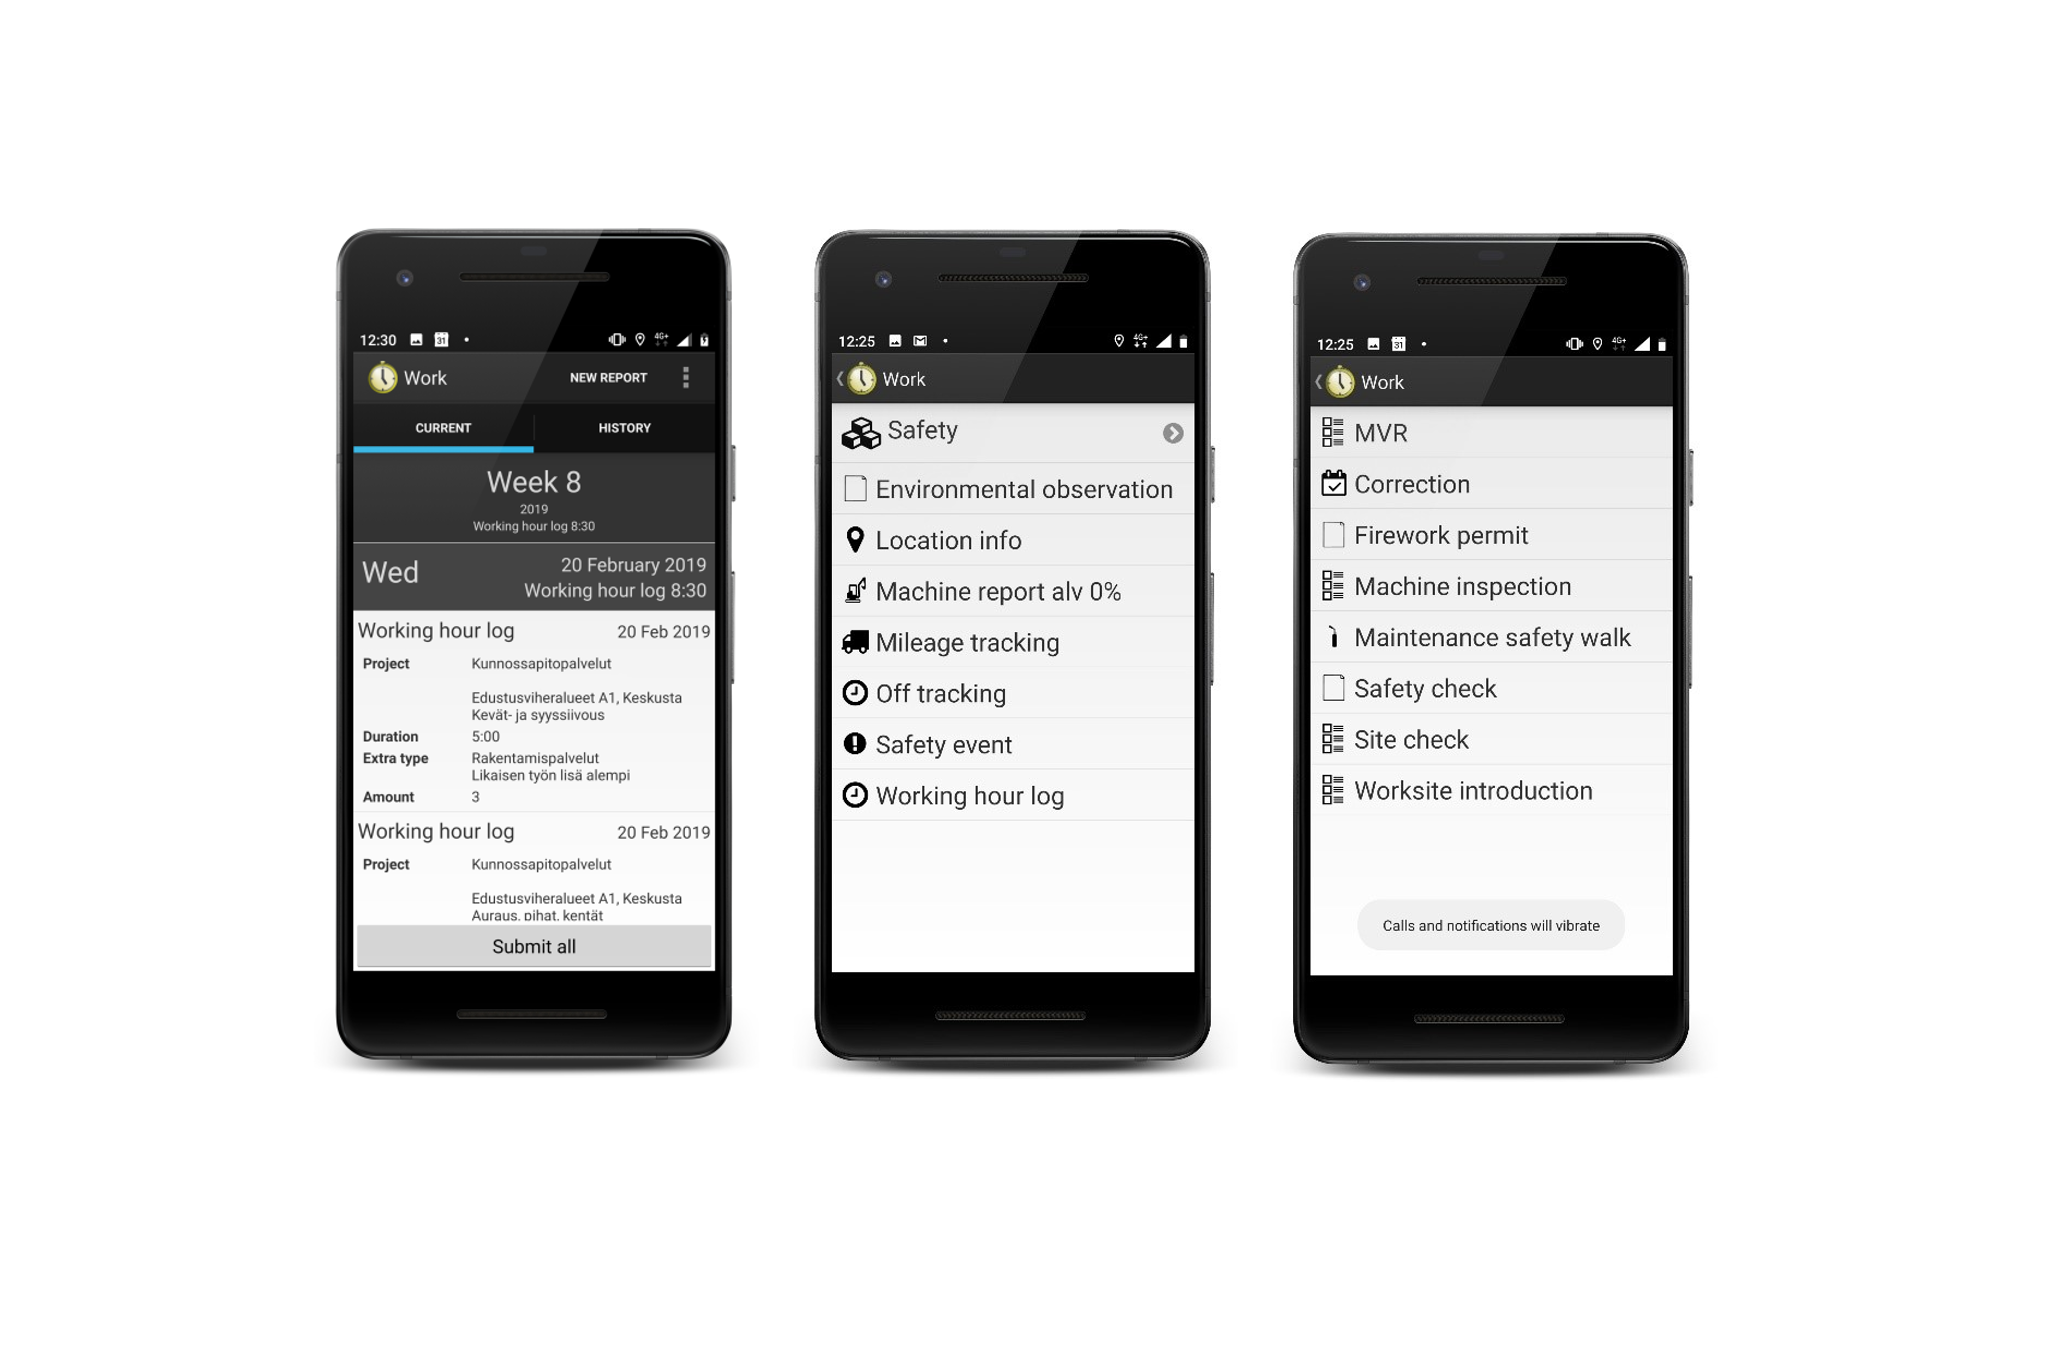 12:30
31
4G+
Work
NEW REPORT
CURRENT
HISTORY
Week 8
2019
Working hour log 8:30
Wed
20 February 2019
Working hour log 8:30
Working hour log
20 Feb 2019
Project
Kunnossapitopalvelut
Edustusviheralueet A1, Keskusta
Kevät- ja syyssiivous
Duration
5:00
Extra type
Rakentamispalvelut
Likaisen työn lisä alempi
Amount
3
Working hour log
20 Feb 2019
Project
Kunnossapitopalvelut
Edustusviheralueet A1, Keskusta
Auraus, pihat, kentät
Submit all
12:25
4G+
Work
Safety
Environmental observation
Location info
Machine report alv 0%
Mileage tracking
Off tracking
Safety event
Working hour log
12:25
31
4G+
Work
MVR
Correction
Firework permit
Machine inspection
Maintenance safety walk
Safety check
Site check
Worksite introduction
Calls and notifications will vibrate